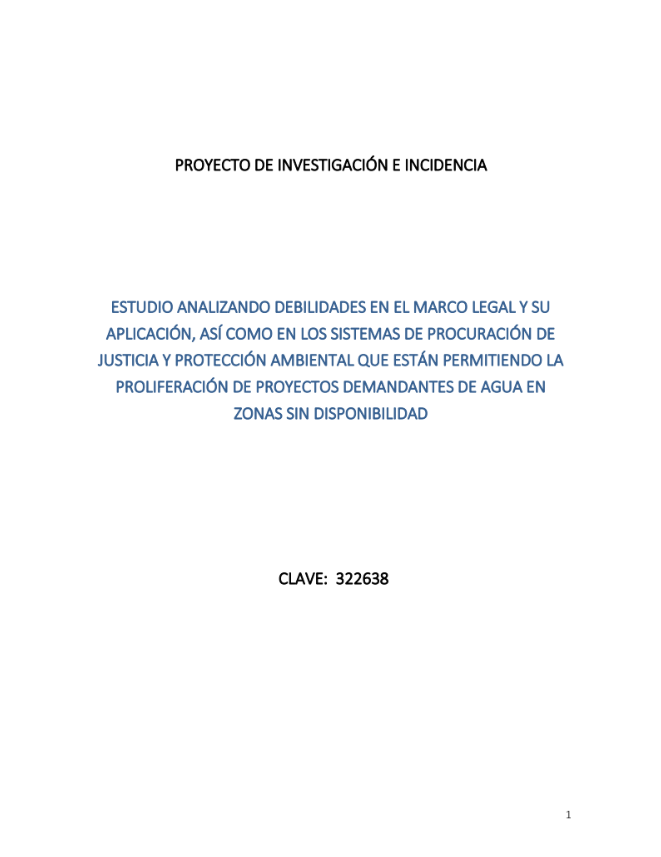 PROYECTO DE INVESTIGACIÓN E INCIDENCIA
ESTUDIO ANALIZANDO DEBILIDADES EN EL MARCO LEGAL Y SU
APLICACIÓN, ASÍ COMO EN LOS SISTEMAS DE PROCURACIÓN DE
JUSTICIA Y PROTECCIÓN AMBIENTAL QUE ESTÁN PERMITIENDO LA
PROLIFERACIÓN DE PROYECTOS DEMANDANTES DE AGUA EN
ZONAS SIN DISPONIBILIDAD
CLAVE: 322638
1